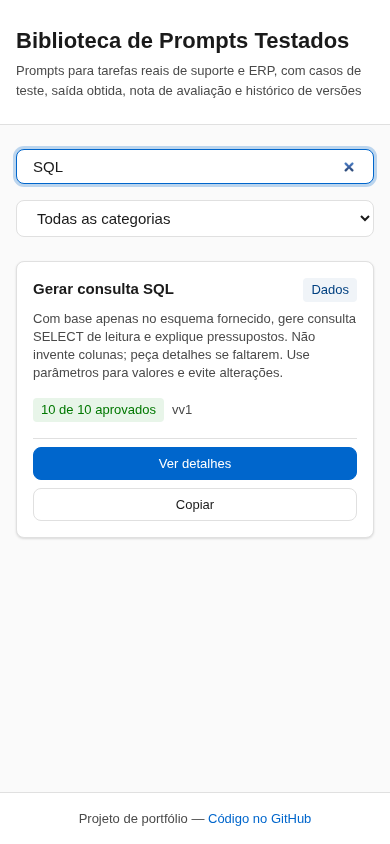 Biblioteca de Prompts Testados
Prompts para tarefas reais de suporte e ERP, com casos de
teste, saída obtida, nota de avaliação e histórico de versões
SQL
Todas as categorias
Gerar consulta SQL
Dados
Com base apenas no esquema fornecido, gere consulta
SELECT de leitura e explique pressupostos. Não
invente colunas; peça detalhes se faltarem. Use
parâmetros para valores e evite alterações.
10 de 10 aprovados vv1
Ver detalhes
Copiar
Projeto de portfólio — Código no GitHub